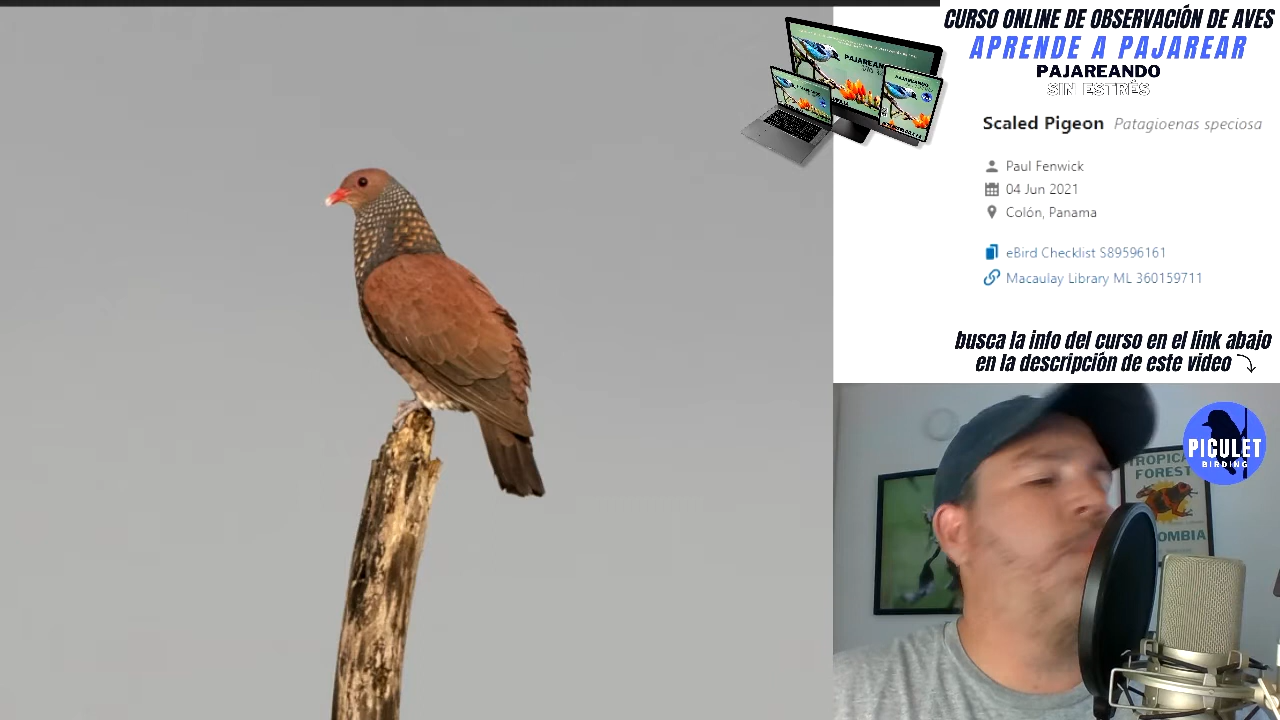 CURSO ONLINE DE OBSERVACIÓN DE AVES
APRENDE A PAJAREAR
PAJAREANDO
SIN ESTRÉS
Scaled Pigeon Patagioenas speciosa
Paul Fenwick
04 Jun 2021
Colón, Panama
eBird Checklist S89596161
Macaulay Library ML 360159711
busca la info del curso en el link abajo
en la descripción de este video
PICULET
BIRDING
FOREST